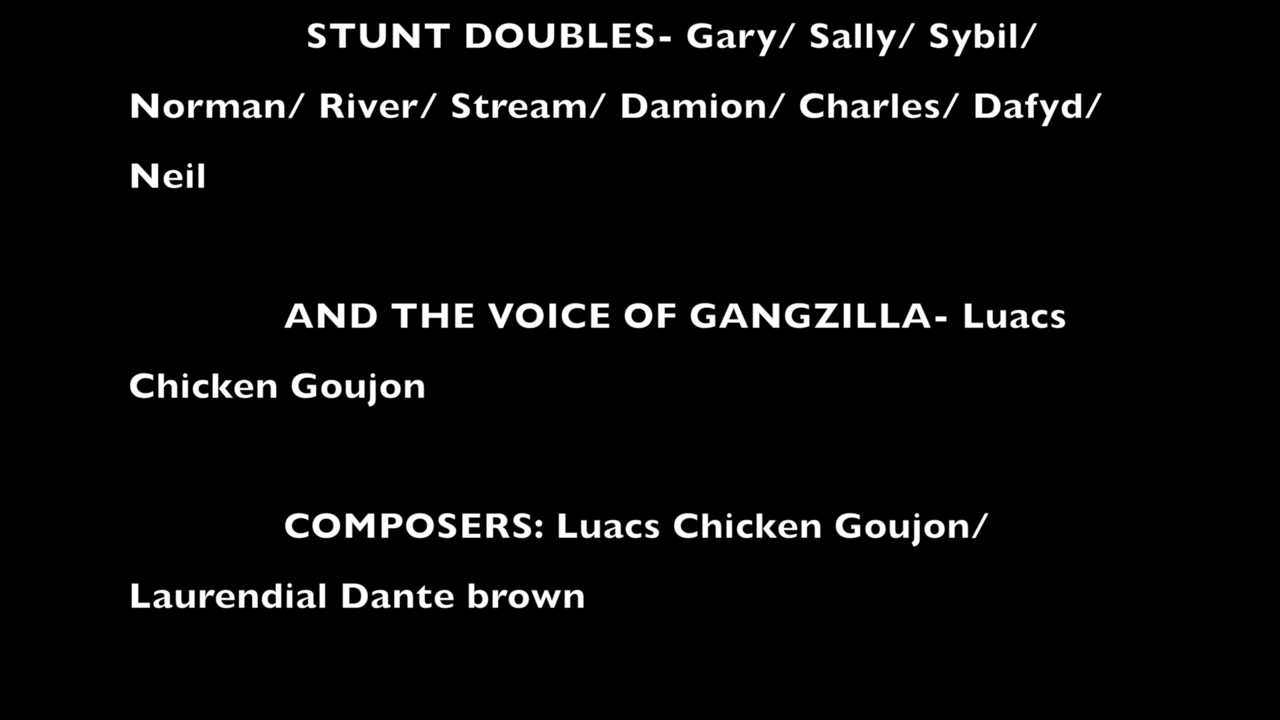 STUNT DOUBLES- Gary/ Sally/ Sybil/
Norman/ River/ Stream/ Damion/ Charles/ Dafyd/
Neil
AND THE VOICE OF GANGZILLA- Luacs
Chicken Goujon
COMPOSERS: Luacs Chicken Goujon/
Laurendial Dante brown